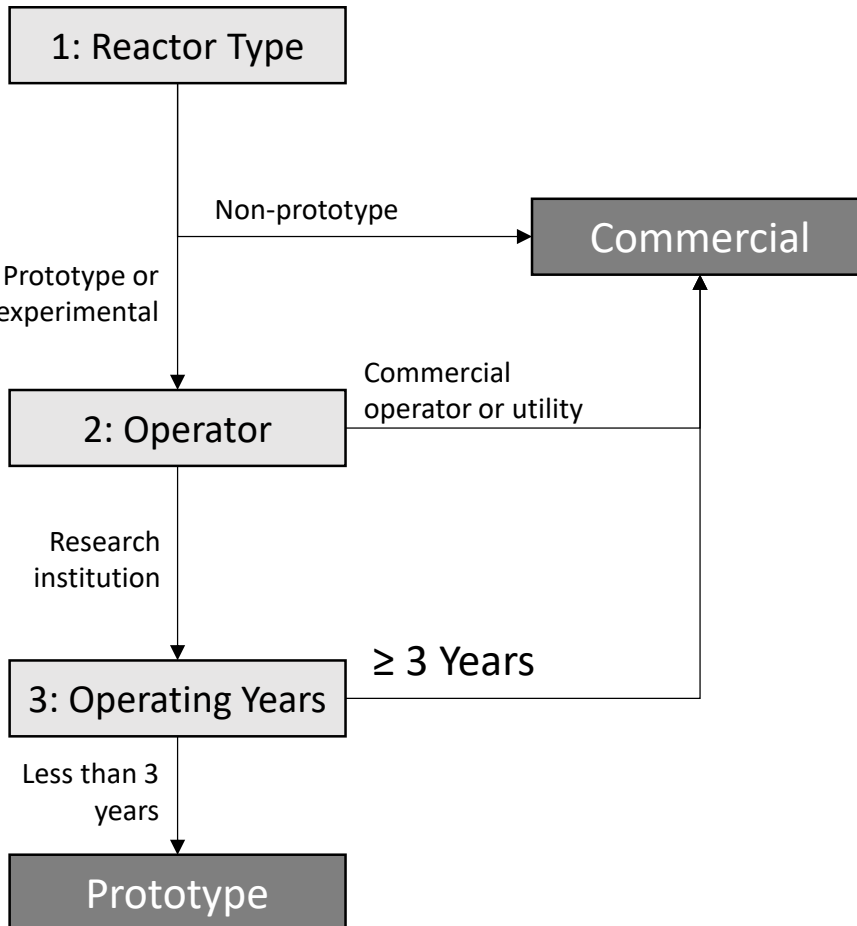 1: Reactor Type
Non-prototype
Commercial
Prototype or
experimental
Commercial
operator or utility
2: Operator
Research
institution
≥ 3 Years
3: Operating Years
Less than 3
years
Prototype